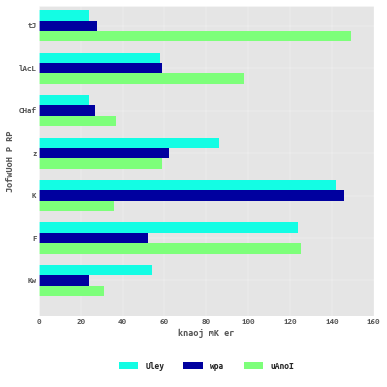 tJ
lAcL
CHaf
z
K
F
Kw
JofwUoH P RP
0 20 40 60 80 100 120 140 160
knaoj mK er
Uley wpa uAnoI